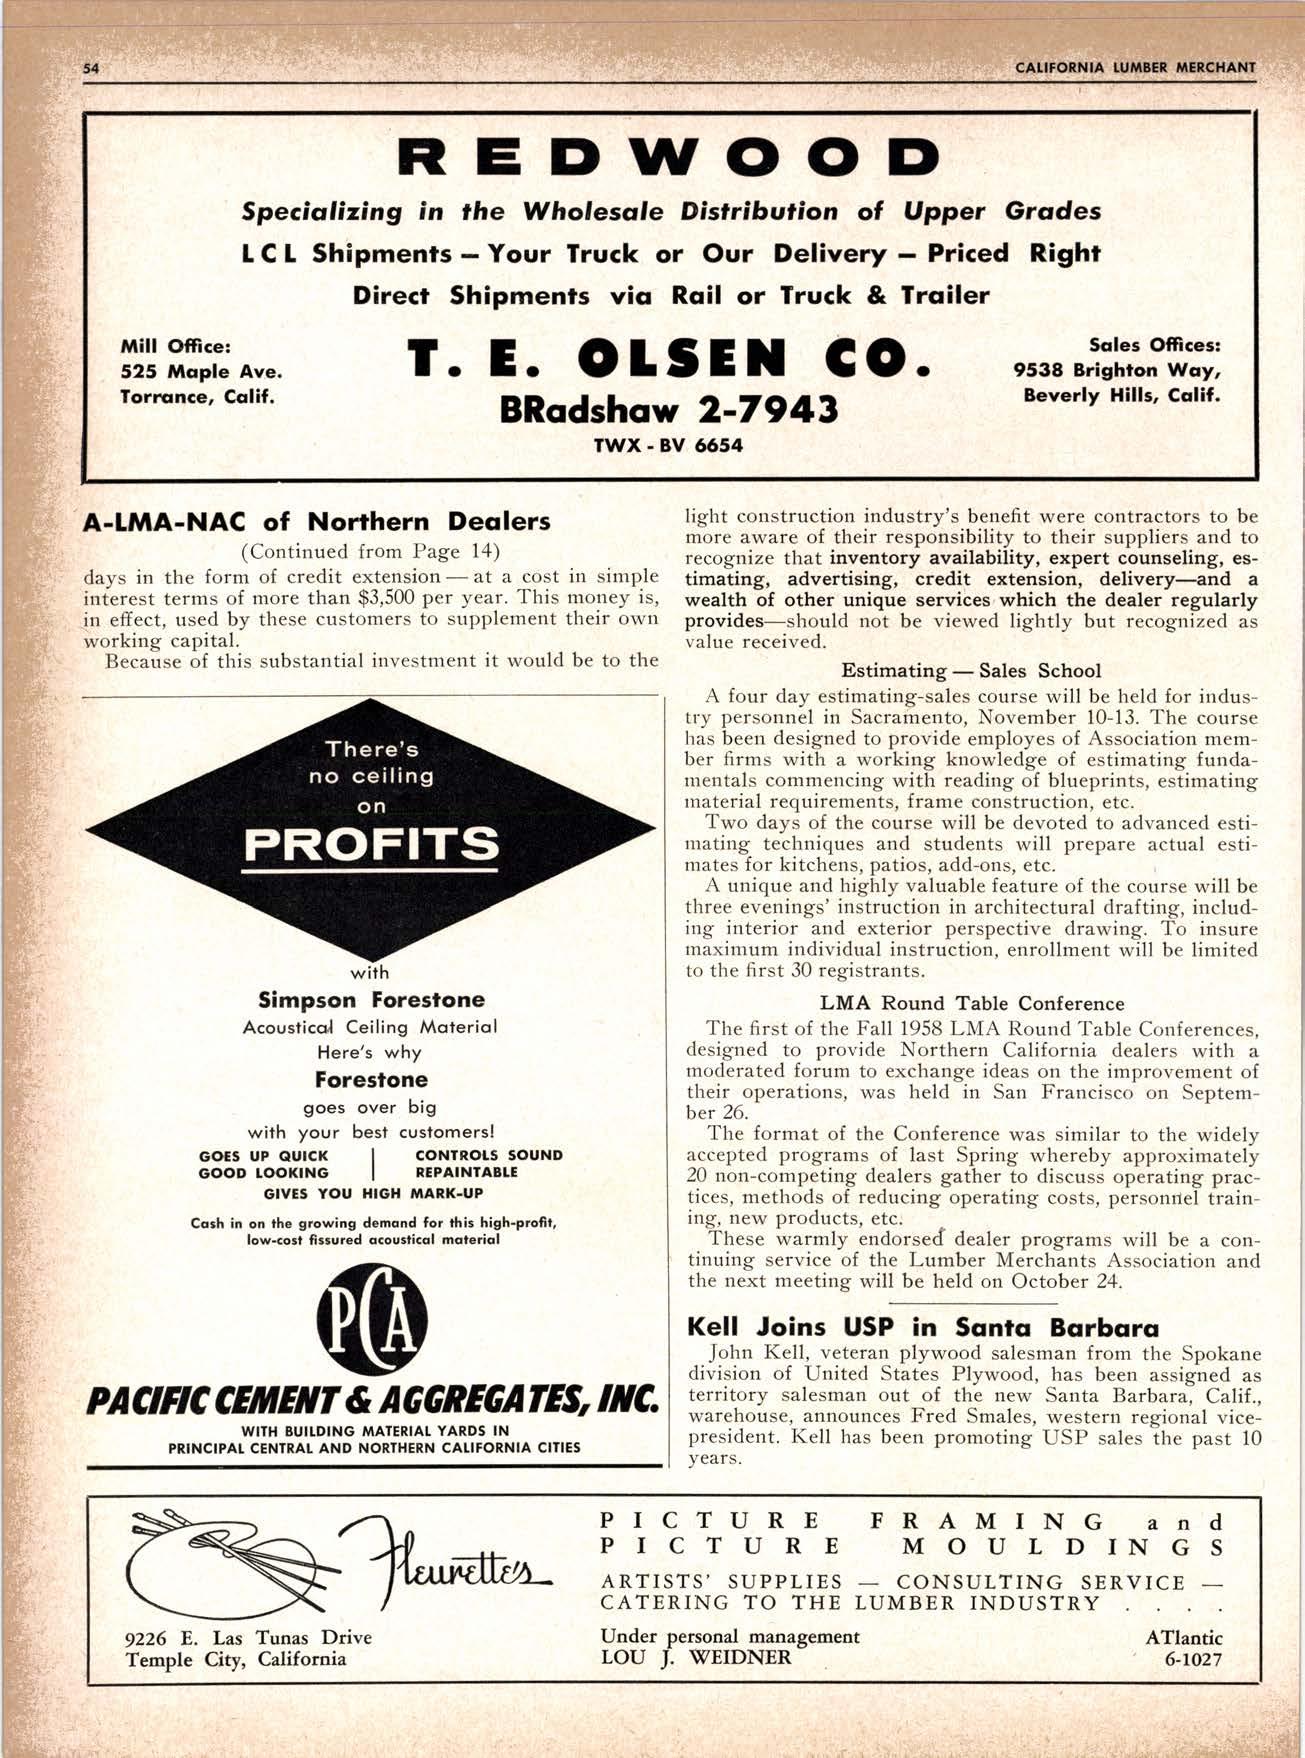 54
CALIFORNIA LUMBER MERCHANT
REDWOOD
Specializing in the Wholesale Distribution of Upper Grades
LCL Shipments — Your Truck or Our Delivery — Priced Right
Direct Shipments via Rail or Truck & Trailer
Mill Office:
525 Maple Ave.
Torrance, Calif.
T. E. OLSEN CO.
BRadshaw 2-7943
TWX - BV 6654
Sales Offices:
9538 Brighton Way,
Beverly Hills, Calif.
A-LMA-NAC of Northern Dealers
(Continued from Page 14)
days in the form of credit extension — at a cost in simple
interest terms of more than $3,500 per year. This money is,
in effect, used by these customers to supplement their own
working capital.
Because of this substantial investment it would be to the
light construction industry's benefit were contractors to be
more aware of their responsibility to their suppliers and to
recognize that inventory availability, expert counseling, es-
timating, advertising, credit extension, delivery—and a
wealth of other unique services which the dealer regularly
provides—should not be viewed lightly but recognized as
value received.
Estimating — Sales School
A four day estimating-sales course will be held for indus-
try personnel in Sacramento, November 10-13. The course
has been designed to provide employes of Association mem-
ber firms with a working knowledge of estimating funda-
mentals commencing with reading of blueprints, estimating
material requirements, frame construction, etc.
Two days of the course will be devoted to advanced esti-
mating techniques and students will prepare actual esti-
mates for kitchens, patios, add-ons, etc.
A unique and highly valuable feature of the course will be
three evenings' instruction in architectural drafting, includ-
ing interior and exterior perspective drawing. To insure
maximum individual instruction, enrollment will be limited
to the first 30 registrants.
LMA Round Table Conference
The first of the Fall 1958 LMA Round Table Conferences,
designed to provide Northern California dealers with a
moderated forum to exchange ideas on the improvement of
their operations, was held in San Francisco on Septem-
ber 26.
The format of the Conference was similar to the widely
accepted programs of last Spring whereby approximately
20 non-competing dealers gather to discuss operating prac-
tices, methods of reducing operating costs, personnel train-
ing, new products, etc.
These warmly endorsed dealer programs will be a con-
tinuing service of the Lumber Merchants Association and
the next meeting will be held on October 24.
Kell Joins USP in Santa Barbara
John Kell, veteran plywood salesman from the Spokane
division of United States Plywood, has been assigned as
territory salesman out of the new Santa Barbara, Calif.,
warehouse, announces Fred Smales, western regional vice-
president. Kell has been promoting USP sales the past 10
years.
There's
no ceiling
on
PROFITS
with
Simpson Forestone
Acoustical Ceiling Material
Here's why
Forestone
goes over big
with your best customers!
GOES UP QUICK
GOOD LOOKING
CONTROLS SOUND
REPAINTABLE
GIVES YOU HIGH MARK-UP
Cash in on the growing demand for this high-profit,
low-cost fissured acoustical material
PCA
PACIFIC CEMENT & AGGREGATES, INC.
WITH BUILDING MATERIAL YARDS IN
PRINCIPAL CENTRAL AND NORTHERN CALIFORNIA CITIES
Fleurette's
9226 E. Las Tunas Drive
Temple City, California
PICTURE FRAMING and
PICTURE MOULDINGS
ARTISTS' SUPPLIES — CONSULTING SERVICE —
CATERING TO THE LUMBER INDUSTRY . . . .
Under personal management
LOU J. WEIDNER
ATlantic
6-1027